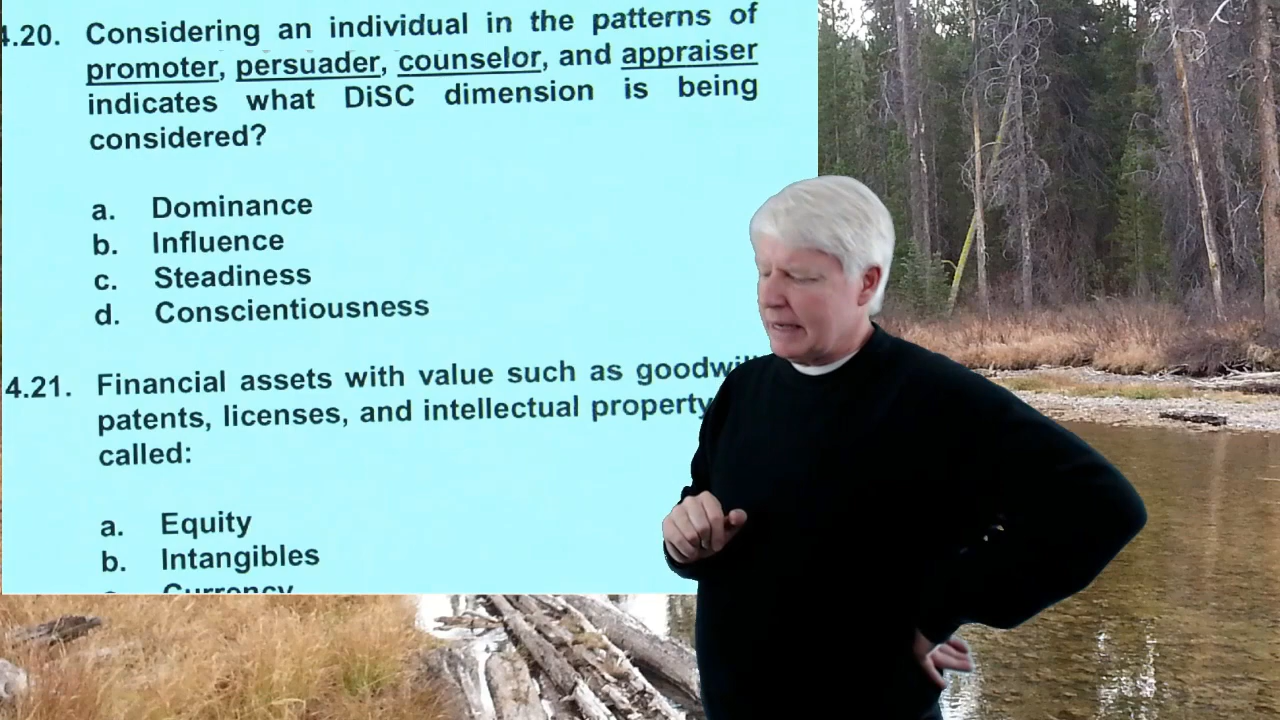 4.20. Considering an individual in the patterns of
promoter, persuader, counselor, and appraiser
indicates what DiSC dimension is being
considered?
a. Dominance
b. Influence
c. Steadiness
d. Conscientiousness
4.21. Financial assets with value such as goodwill
patents, licenses, and intellectual property
called:
a. Equity
b. Intangibles
Currency